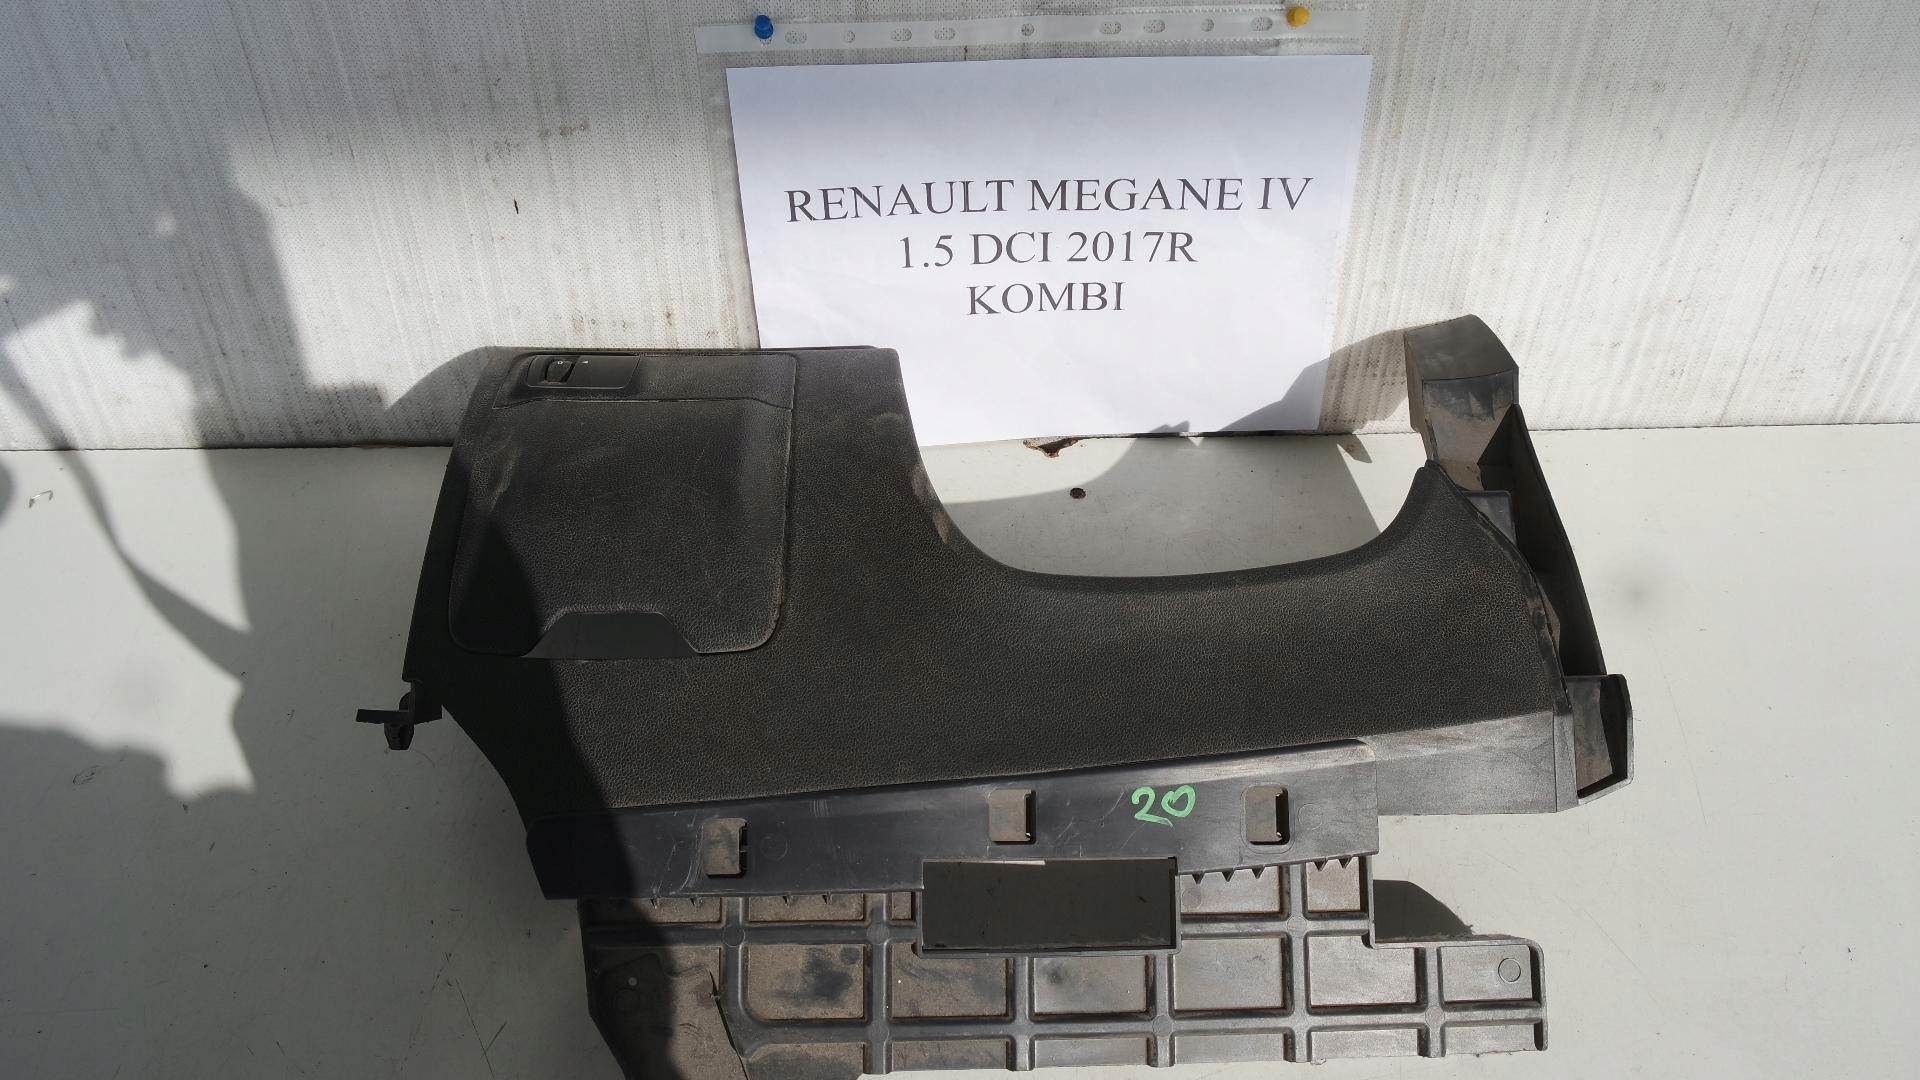 RENAULT MEGANE IV
1.5 DCI 2017R
KOMBI
20